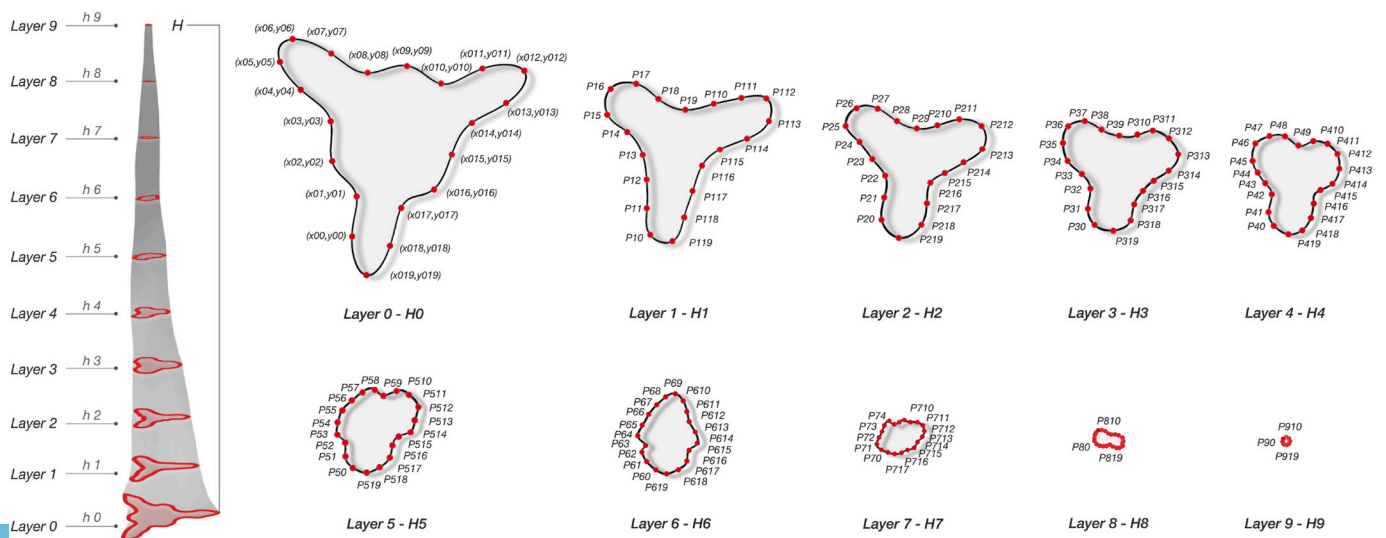 Layer 9 h 9 H
Layer 8 h 8
Layer 7 h 7
Layer 6 h 6
Layer 5 h 5
Layer 4 h 4
Layer 3 h 3
Layer 2 h 2
Layer 1 h 1
Layer 0 h 0
(x06,y06)
(x07,y07)
(x08,y08)
(x09,y09)
(x010,y010)
(x011,y011)
(x012,y012)
(x05,y05)
(x04,y04)
(x013,y013)
(x03,y03)
(x014,y014)
(x02,y02)
(x015,y015)
(x01,y01)
(x016,y016)
(x017,y017)
(x00,y00)
(x018,y018)
(x019,y019)
Layer 0 - H0
P16
P17
P18
P19
P110
P111
P112
P15
P113
P14
P114
P13
P115
P12
P116
P117
P11
P118
P10
P119
Layer 1 - H1
P26
P27
P28
P29
P210
P211
P212
P25
P24
P213
P23
P214
P22
P215
P216
P21
P217
P20
P218
P219
Layer 2 - H2
P37
P36
P38
P39
P310
P311
P312
P35
P313
P34
P314
P33
P315
P32
P316
P31
P317
P30
P318
P319
Layer 3 - H3
P47
P48
P49
P410
P411
P46
P412
P45
P413
P44
P43
P414
P42
P415
P416
P41
P417
P40
P418
P419
Layer 4 - H4
P58
P57
P59
P510
P56
P511
P55
P512
P54
P513
P53
P514
P52
P515
P51
P516
P50
P517
P518
P519
Layer 5 - H5
P69
P68
P610
P67
P611
P66
P612
P65
P613
P64
P614
P63
P615
P62
P616
P61
P617
P60
P618
P619
Layer 6 - H6
P74
P710
P73
P711
P72
P712
P71
P713
P70
P714
P715
P716
P717
Layer 7 - H7
P810
P80
P819
Layer 8 - H8
P910
P90
P919
Layer 9 - H9